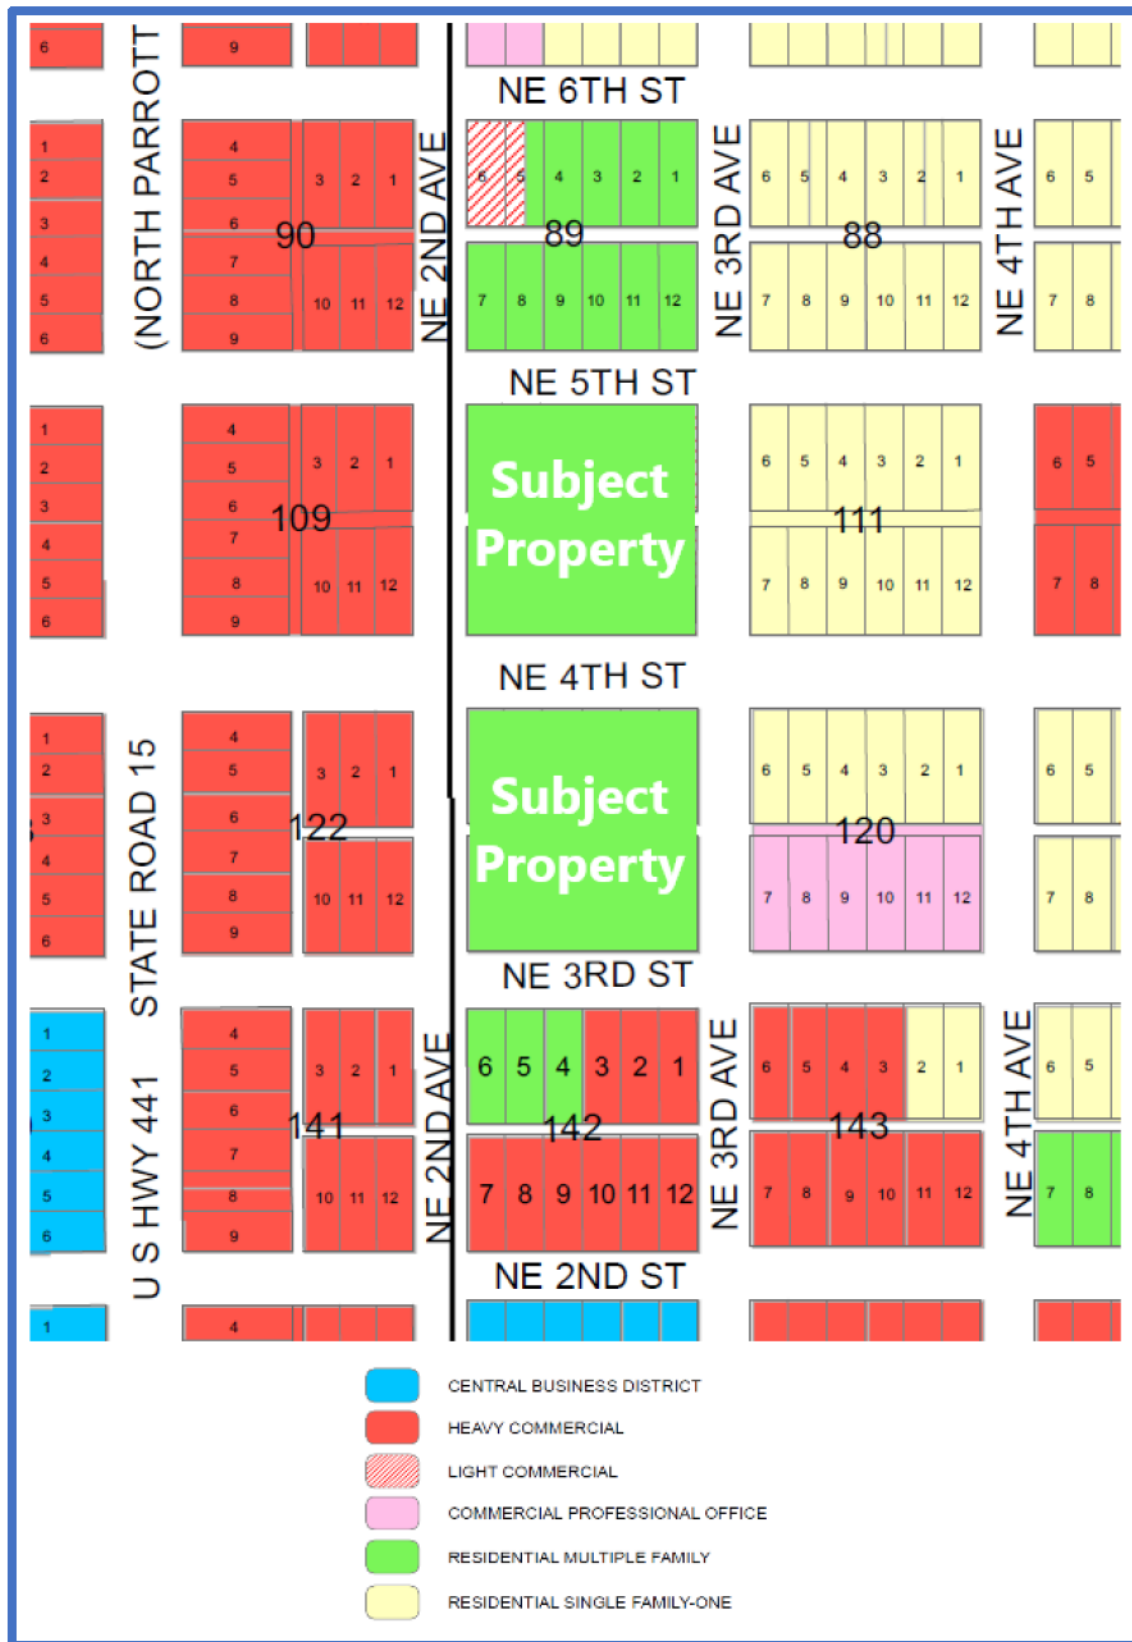 6
9
NE 6TH ST
(NORTH PARROTT
1
2
3
4
5
6
4
5
6
7
8
9
3 2 1
90
10 11 12
NE 2ND AVE
6 5 4 3 2 1
89
7 8 9 10 11 12
NE 3RD AVE
6 5 4 3 2 1
88
7 8 9 10 11 12
NE 4TH AVE
6 5
7 8
NE 5TH ST
1
2
3
4
5
6
4
5
6
7
8
9
3 2 1
109
10 11 12
Subject
Property
6 5 4 3 2 1
111
7 8 9 10 11 12
6 5
7 8
NE 4TH ST
1
2
3
4
5
6
STATE ROAD 15
4
5
6
7
8
9
3 2 1
122
10 11 12
Subject
Property
6 5 4 3 2 1
120
7 8 9 10 11 12
6 5
7 8
NE 3RD ST
1
2
3
4
5
6
U S HWY 441
4
5
6
7
8
9
3 2 1
141
10 11 12
NE 2ND AVE
6 5 4 3 2 1
142
7 8 9 10 11 12
NE 3RD AVE
6 5 4 3 2 1
143
7 8 9 10 11 12
NE 4TH AVE
6 5
7 8
NE 2ND ST
1
4
CENTRAL BUSINESS DISTRICT
HEAVY COMMERCIAL
LIGHT COMMERCIAL
COMMERCIAL PROFESSIONAL OFFICE
RESIDENTIAL MULTIPLE FAMILY
RESIDENTIAL SINGLE FAMILY-ONE